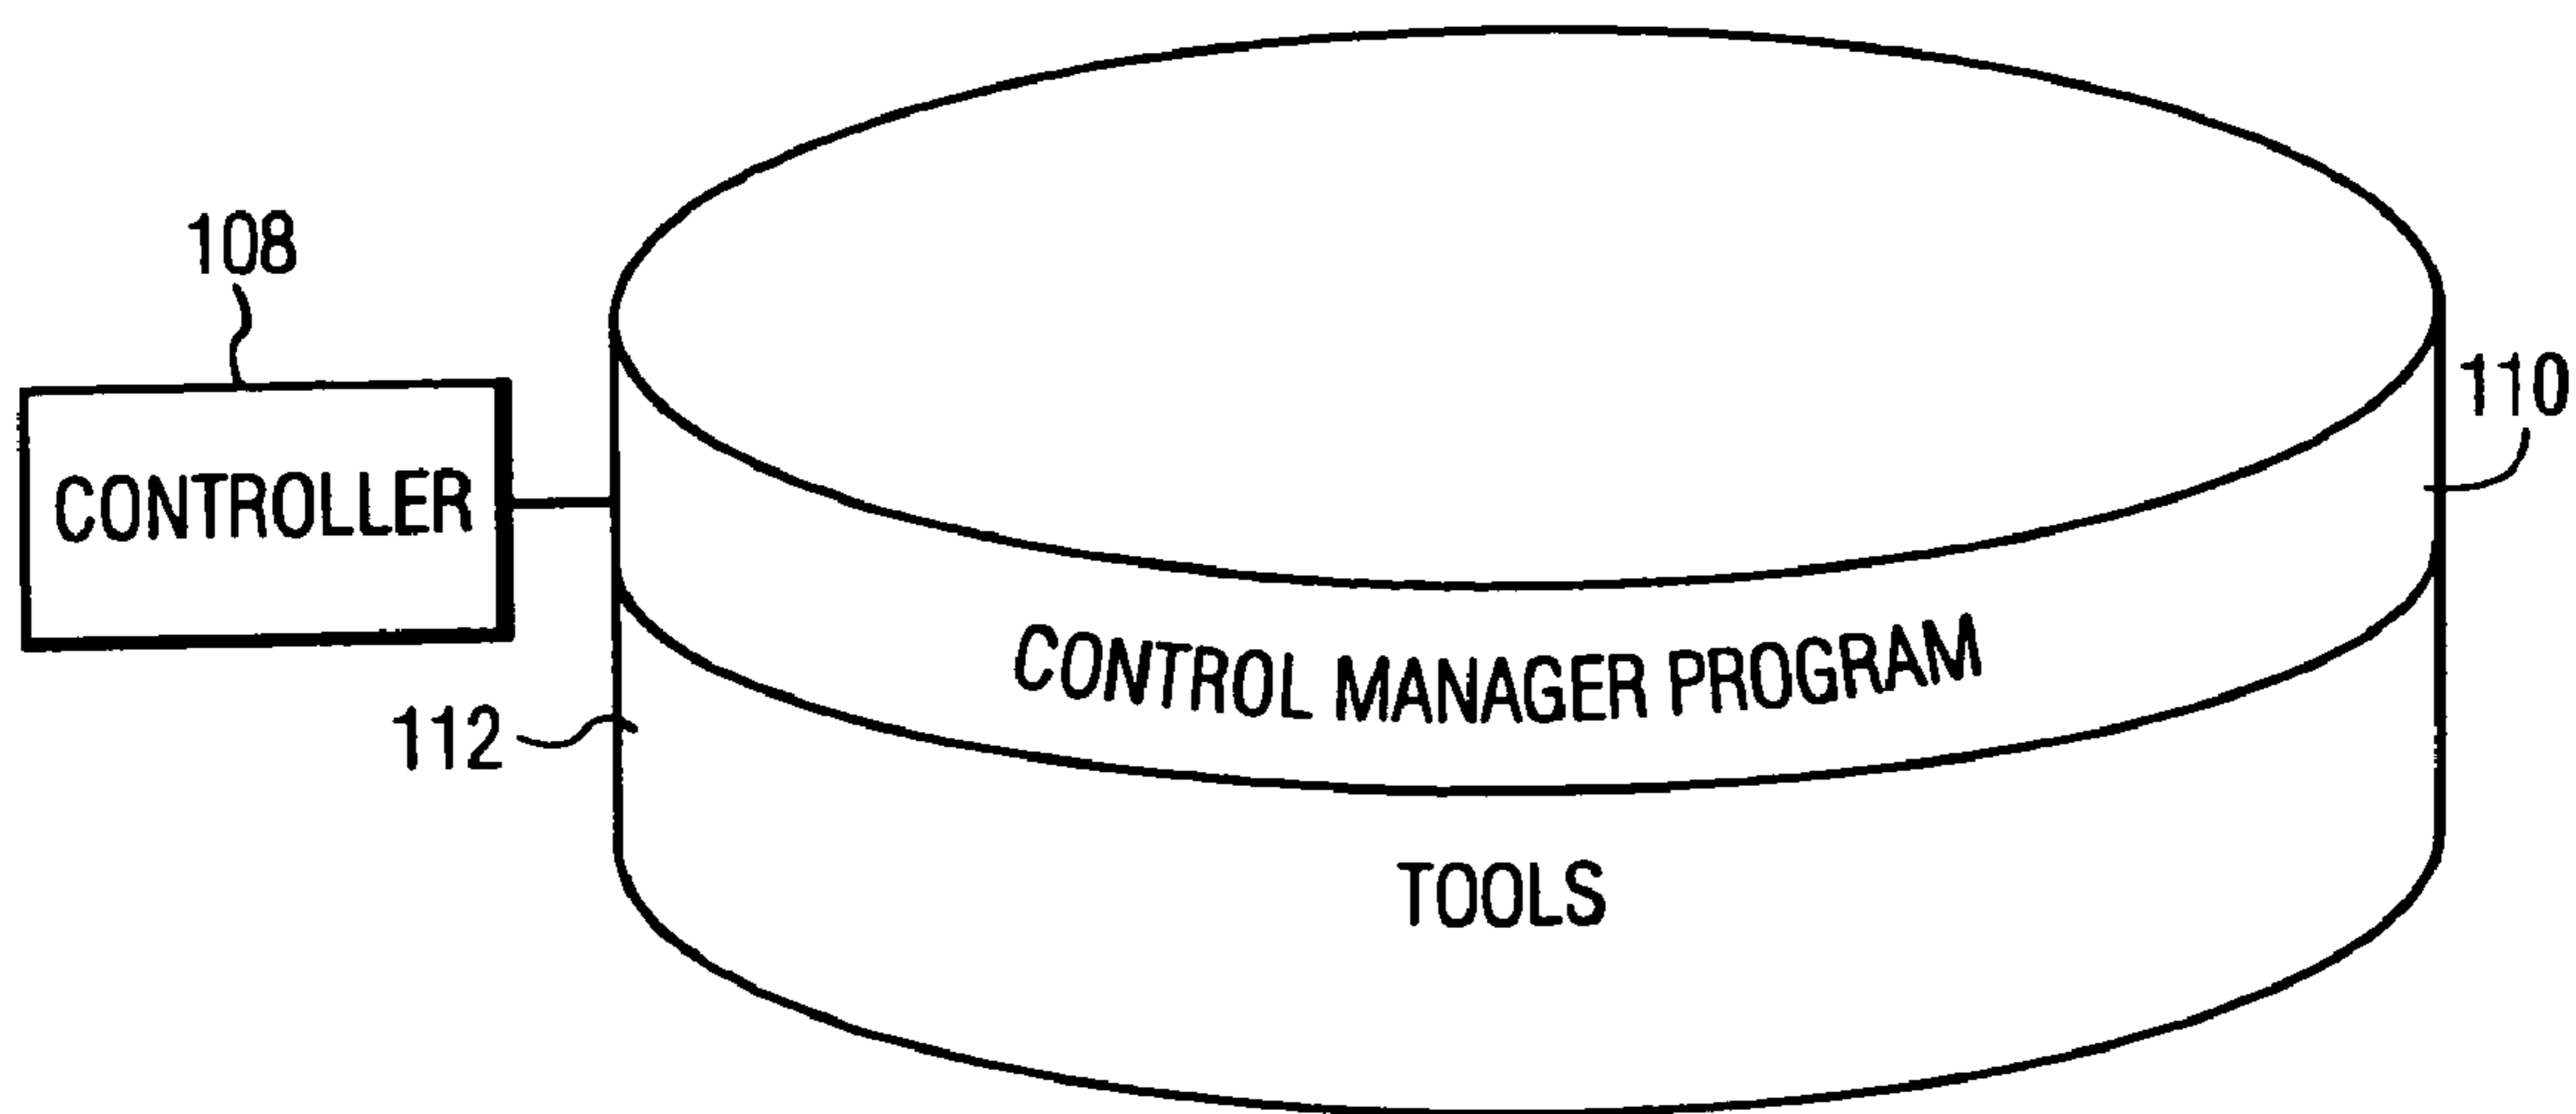 108
110
CONTROLLER
CONTROL MANAGER PROGRAM
112
TOOLS